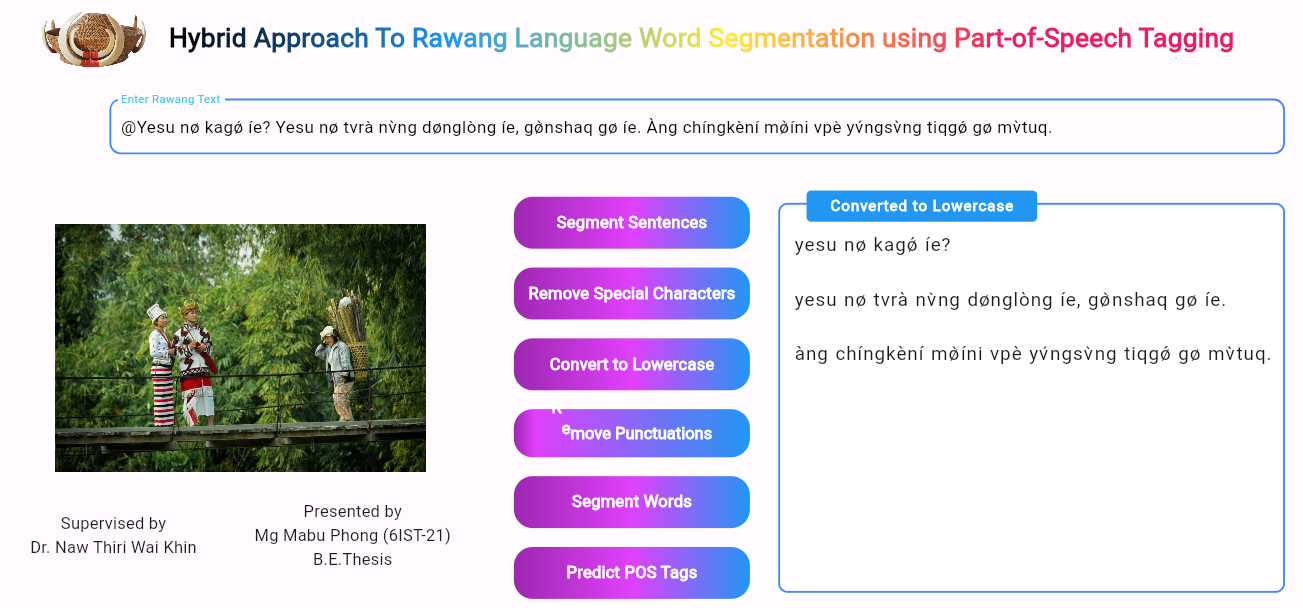 Hybrid Approach To Rawang Language Word Segmentation using Part-of-Speech Tagging
Enter Rawang Text
@Yesu nø kagǿ íe? Yesu nø tvrà nv̀ng dønglòng íe, gø̀nshaq gø íe. Àng chíngkèní mø̀íni vpè yv́ngsv̀ng tiqgǿ gø mv̀tuq.
Segment Sentences
Remove Special Characters
Convert to Lowercase
Remove Punctuations
Segment Words
Predict POS Tags
Converted to Lowercase
yesu nø kagǿ íe?
yesu nø tvrà nv̀ng dønglòng íe, gø̀nshaq gø íe.
àng chíngkèní mø̀íni vpè yv́ngsv̀ng tiqgǿ gø mv̀tuq.
Supervised by
Dr. Naw Thiri Wai Khin
Presented by
Mg Mabu Phong (6IST-21)
B.E.Thesis